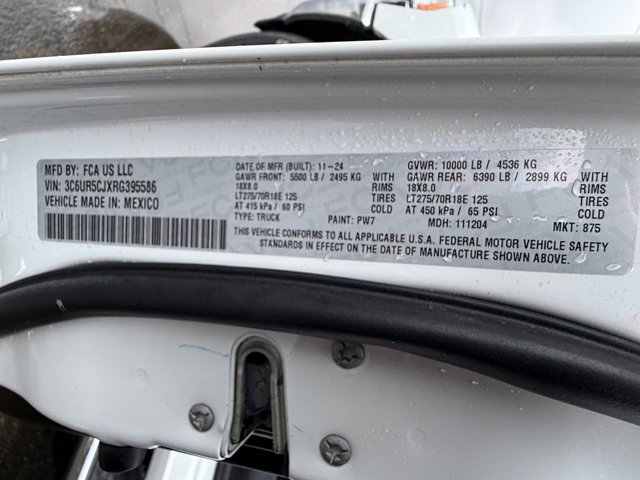 MFD BY: FCA US LLC
VIN: 3C6UR5CJXRG395586
VEHICLE MADE IN: MEXICO
DATE OF MFR (BUILT): 11-24
GAWR FRONT: 5500 LB / 2495 KG WITH
18X8.0 RIMS
LT275/70R18E 125 TIRES
AT 415 kPa / 60 PSI COLD
TYPE: TRUCK PAINT: PW7
GVWR: 10000 LB / 4536 KG
GAWR REAR: 6390 LB / 2899 KG WITH
18X8.0 RIMS
LT275/70R18E 125 TIRES
AT 450 kPa / 65 PSI COLD
MDH: 111204 MKT: 875
THIS VEHICLE CONFORMS TO ALL APPLICABLE U.S.A. FEDERAL MOTOR VEHICLE SAFETY
STANDARDS IN EFFECT ON THE DATE OF MANUFACTURE SHOWN ABOVE.